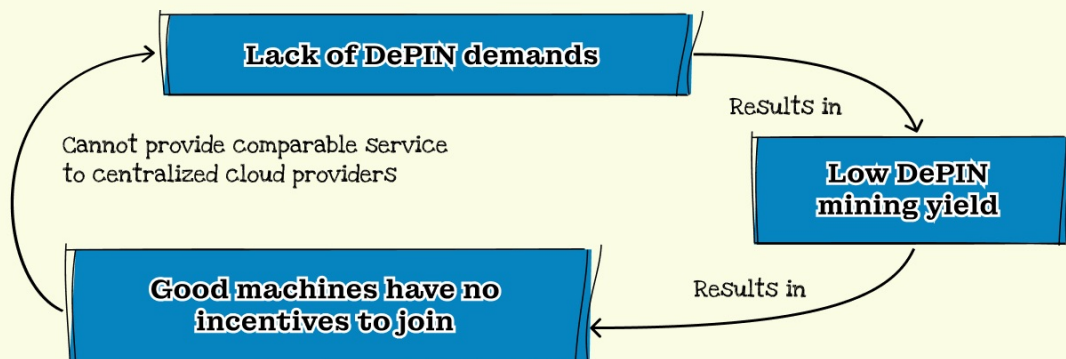 Lack of DePIN demands
Results in
Cannot provide comparable service
to centralized cloud providers
Low DePIN
mining yield
Good machines have no
incentives to join
Results in